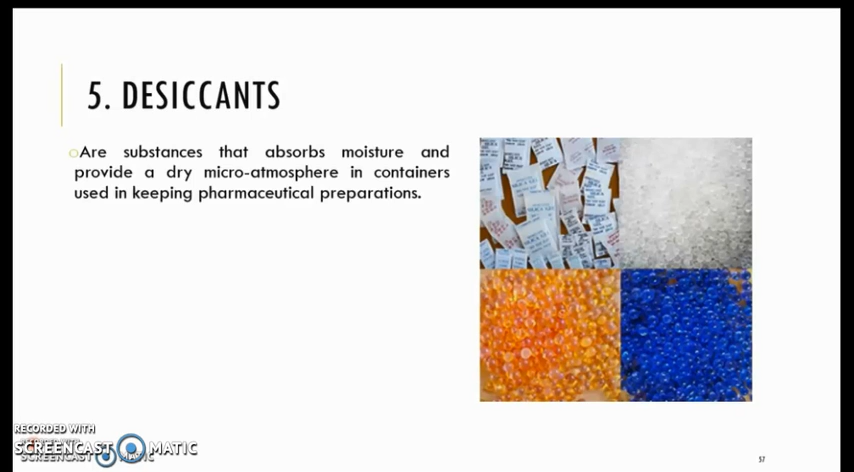 5. DESICCANTS
Are substances that absorbs moisture and
provide a dry micro-atmosphere in containers
used in keeping pharmaceutical preparations.
RECORDED WITH
SCREENCAST MATIC
57